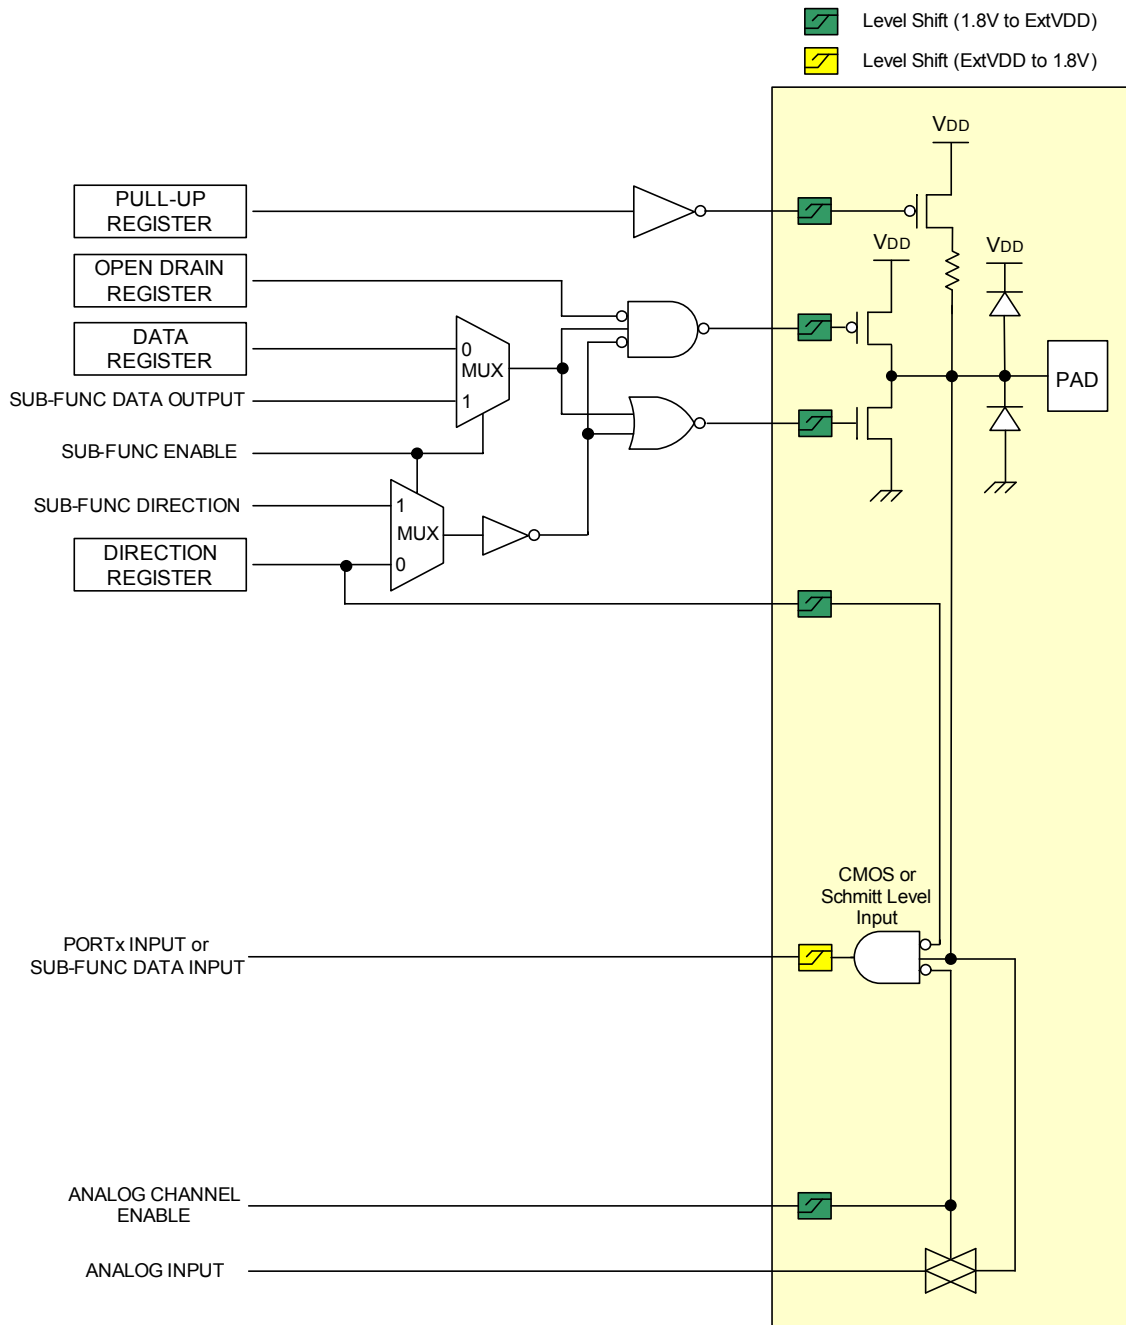 Level Shift (1.8V to ExtVDD)
Level Shift (ExtVDD to 1.8V)
VDD
PULL-UP
REGISTER
VDD
VDD
OPEN DRAIN
REGISTER
DATA
REGISTER
0
MUX
1
PAD
SUB-FUNC DATA OUTPUT
SUB-FUNC ENABLE
SUB-FUNC DIRECTION
1
MUX
0
DIRECTION
REGISTER
CMOS or
Schmitt Level
Input
PORTx INPUT or
SUB-FUNC DATA INPUT
ANALOG CHANNEL
ENABLE
ANALOG INPUT